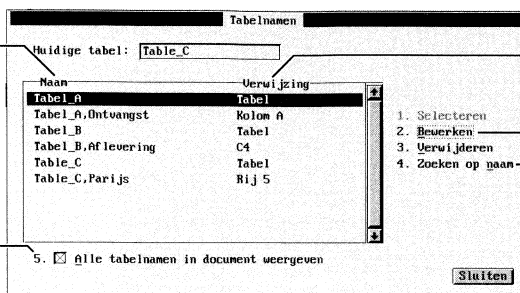 Tabelnamen
Huidige tabel: Table_C
Naam Verwijzing
Tabel_A Tabel
Tabel_A,Ontvangst Kolom A
Tabel_B Tabel
Tabel_B,Aflevering C4
Table_C Tabel
Table_C,Parijs Rij 5
1. Selecteren
2. Bewerken
3. Verwijderen
4. Zoeken op naam
5. Alle tabelnamen in document weergeven
Sluiten